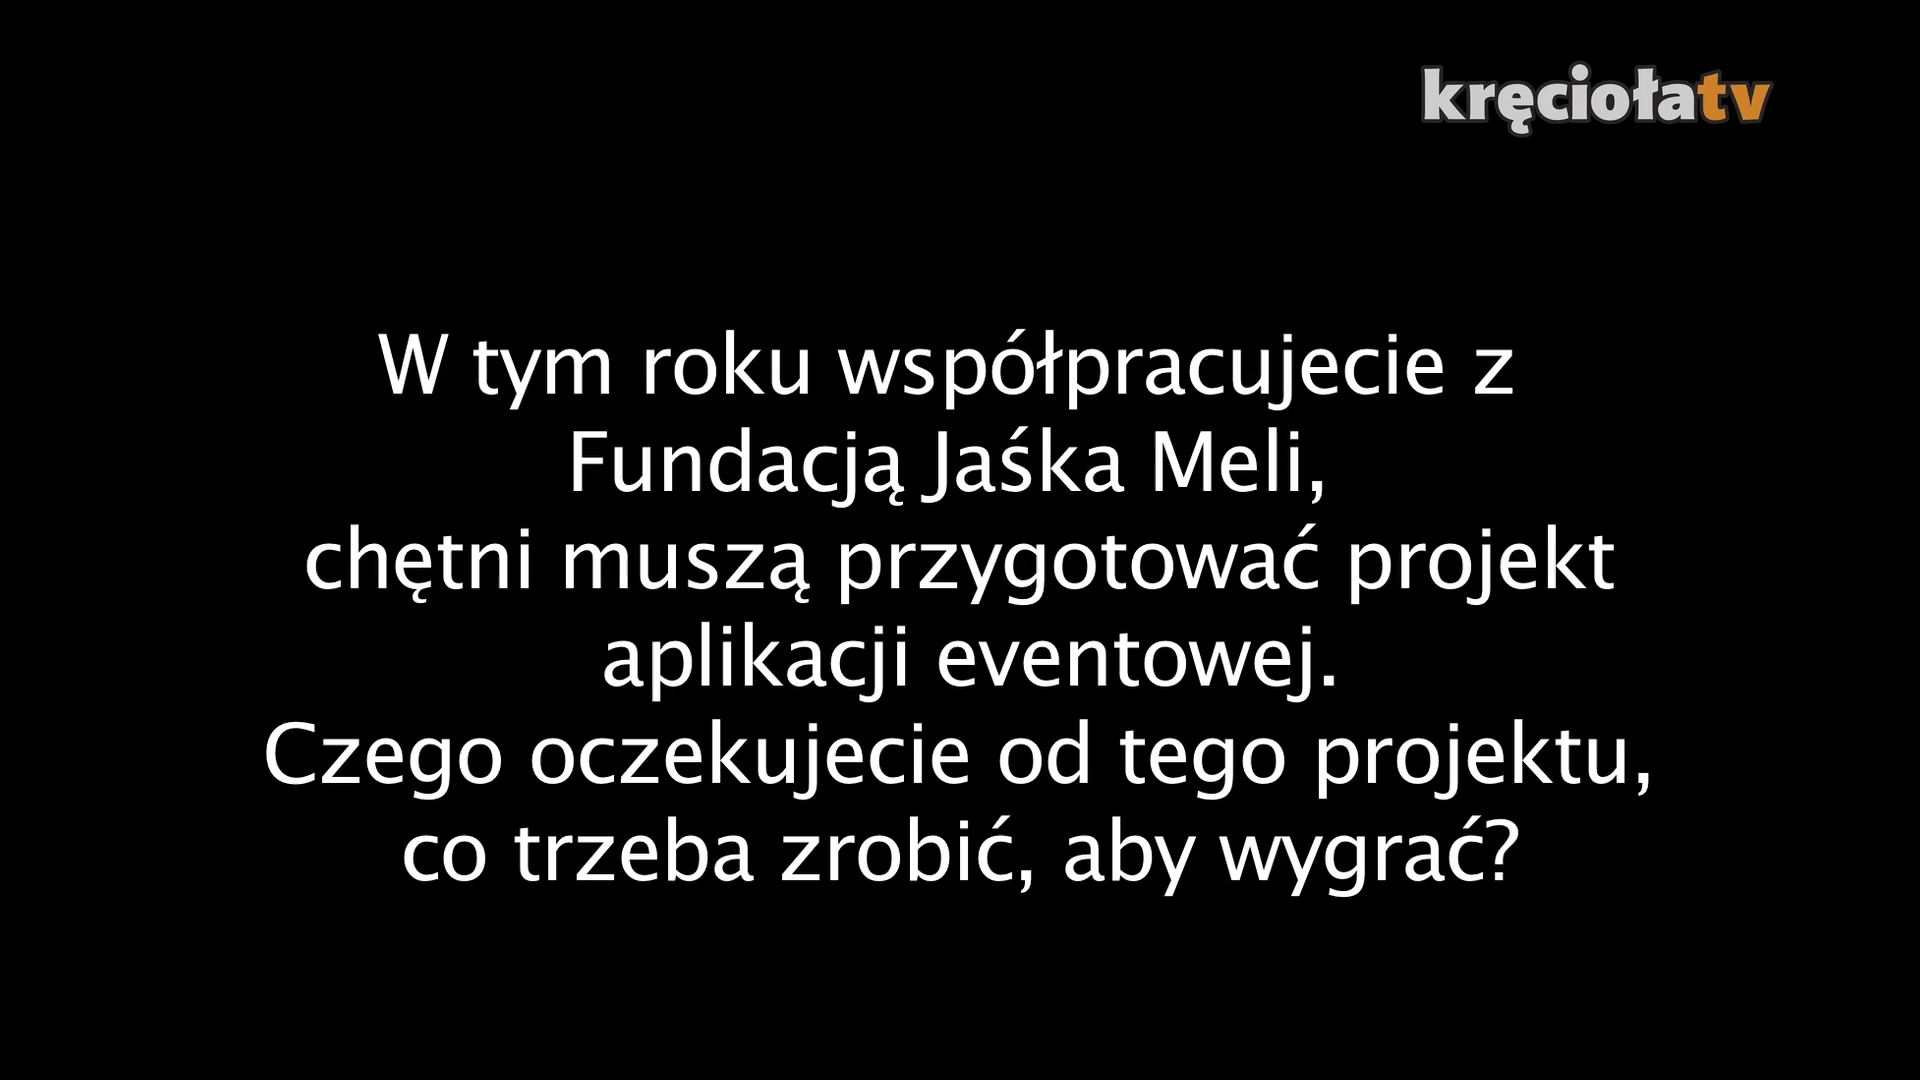 kręciołatv
W tym roku współpracujecie z
Fundacją Jaśka Meli,
chętni muszą przygotować projekt
aplikacji eventowej.
Czego oczekujecie od tego projektu,
co trzeba zrobić, aby wygrać?